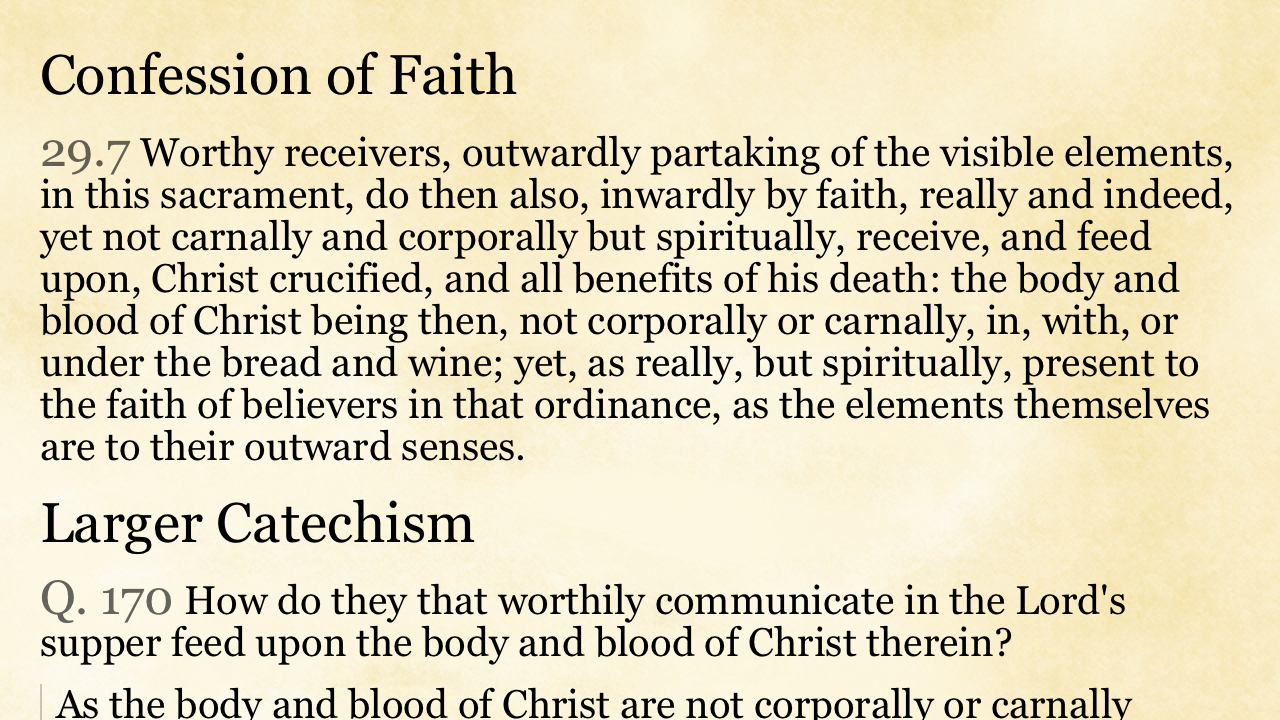 Confession of Faith
29.7 Worthy receivers, outwardly partaking of the visible elements,
in this sacrament, do then also, inwardly by faith, really and indeed,
yet not carnally and corporally but spiritually, receive, and feed
upon, Christ crucified, and all benefits of his death: the body and
blood of Christ being then, not corporally or carnally, in, with, or
under the bread and wine; yet, as really, but spiritually, present to
the faith of believers in that ordinance, as the elements themselves
are to their outward senses.
Larger Catechism
Q. 170 How do they that worthily communicate in the Lord's
supper feed upon the body and blood of Christ therein?
As the body and blood of Christ are not corporally or carnally